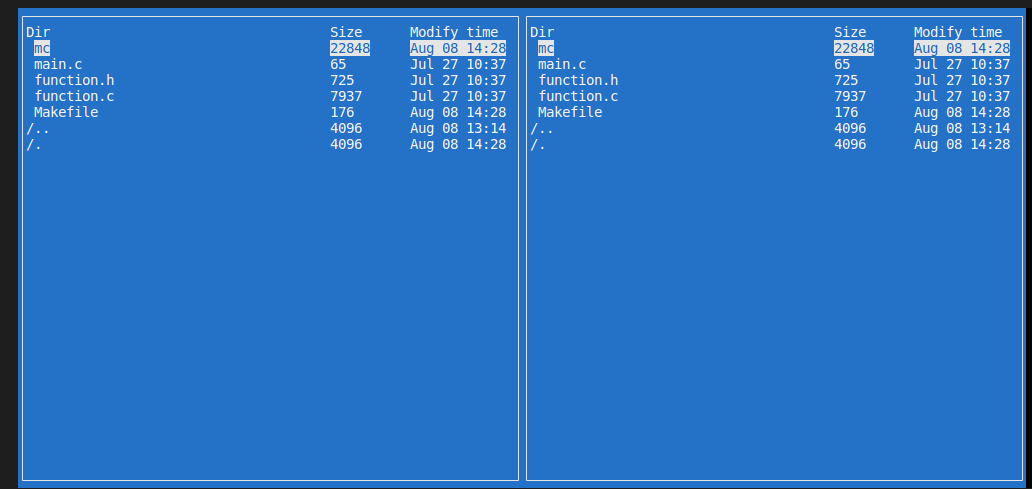 Dir Size Modify time Dir Size Modify time
mc 22848 Aug 08 14:28 mc 22848 Aug 08 14:28
main.c 65 Jul 27 10:37 main.c 65 Jul 27 10:37
function.h 725 Jul 27 10:37 function.h 725 Jul 27 10:37
function.c 7937 Jul 27 10:37 function.c 7937 Jul 27 10:37
Makefile 176 Aug 08 14:28 Makefile 176 Aug 08 14:28
/.. 4096 Aug 08 13:14 /.. 4096 Aug 08 13:14
/. 4096 Aug 08 14:28 /. 4096 Aug 08 14:28